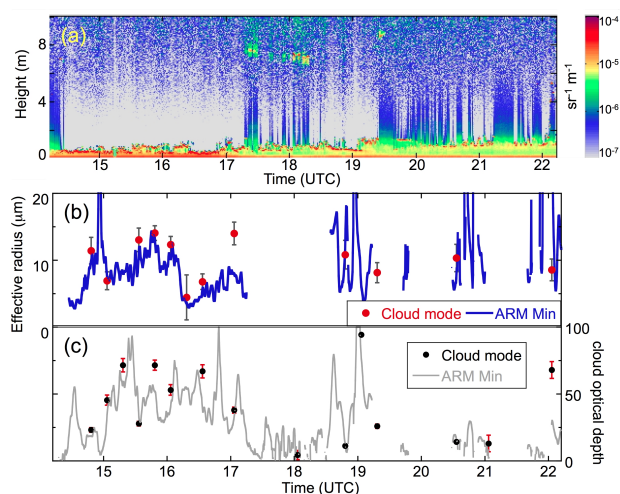 (a)
Height (m)
8
4
0
15 16 17 18 19 20 21 22
Time (UTC)
10⁻⁴
10⁻⁵
10⁻⁶
10⁻⁷
sr⁻¹ m⁻¹
(b)
Effective radius (μm)
20
10
0
Cloud mode ARM Min
(c)
Cloud mode
ARM Min
100
50
0
cloud optical depth
15 16 17 18 19 20 21 22
Time (UTC)